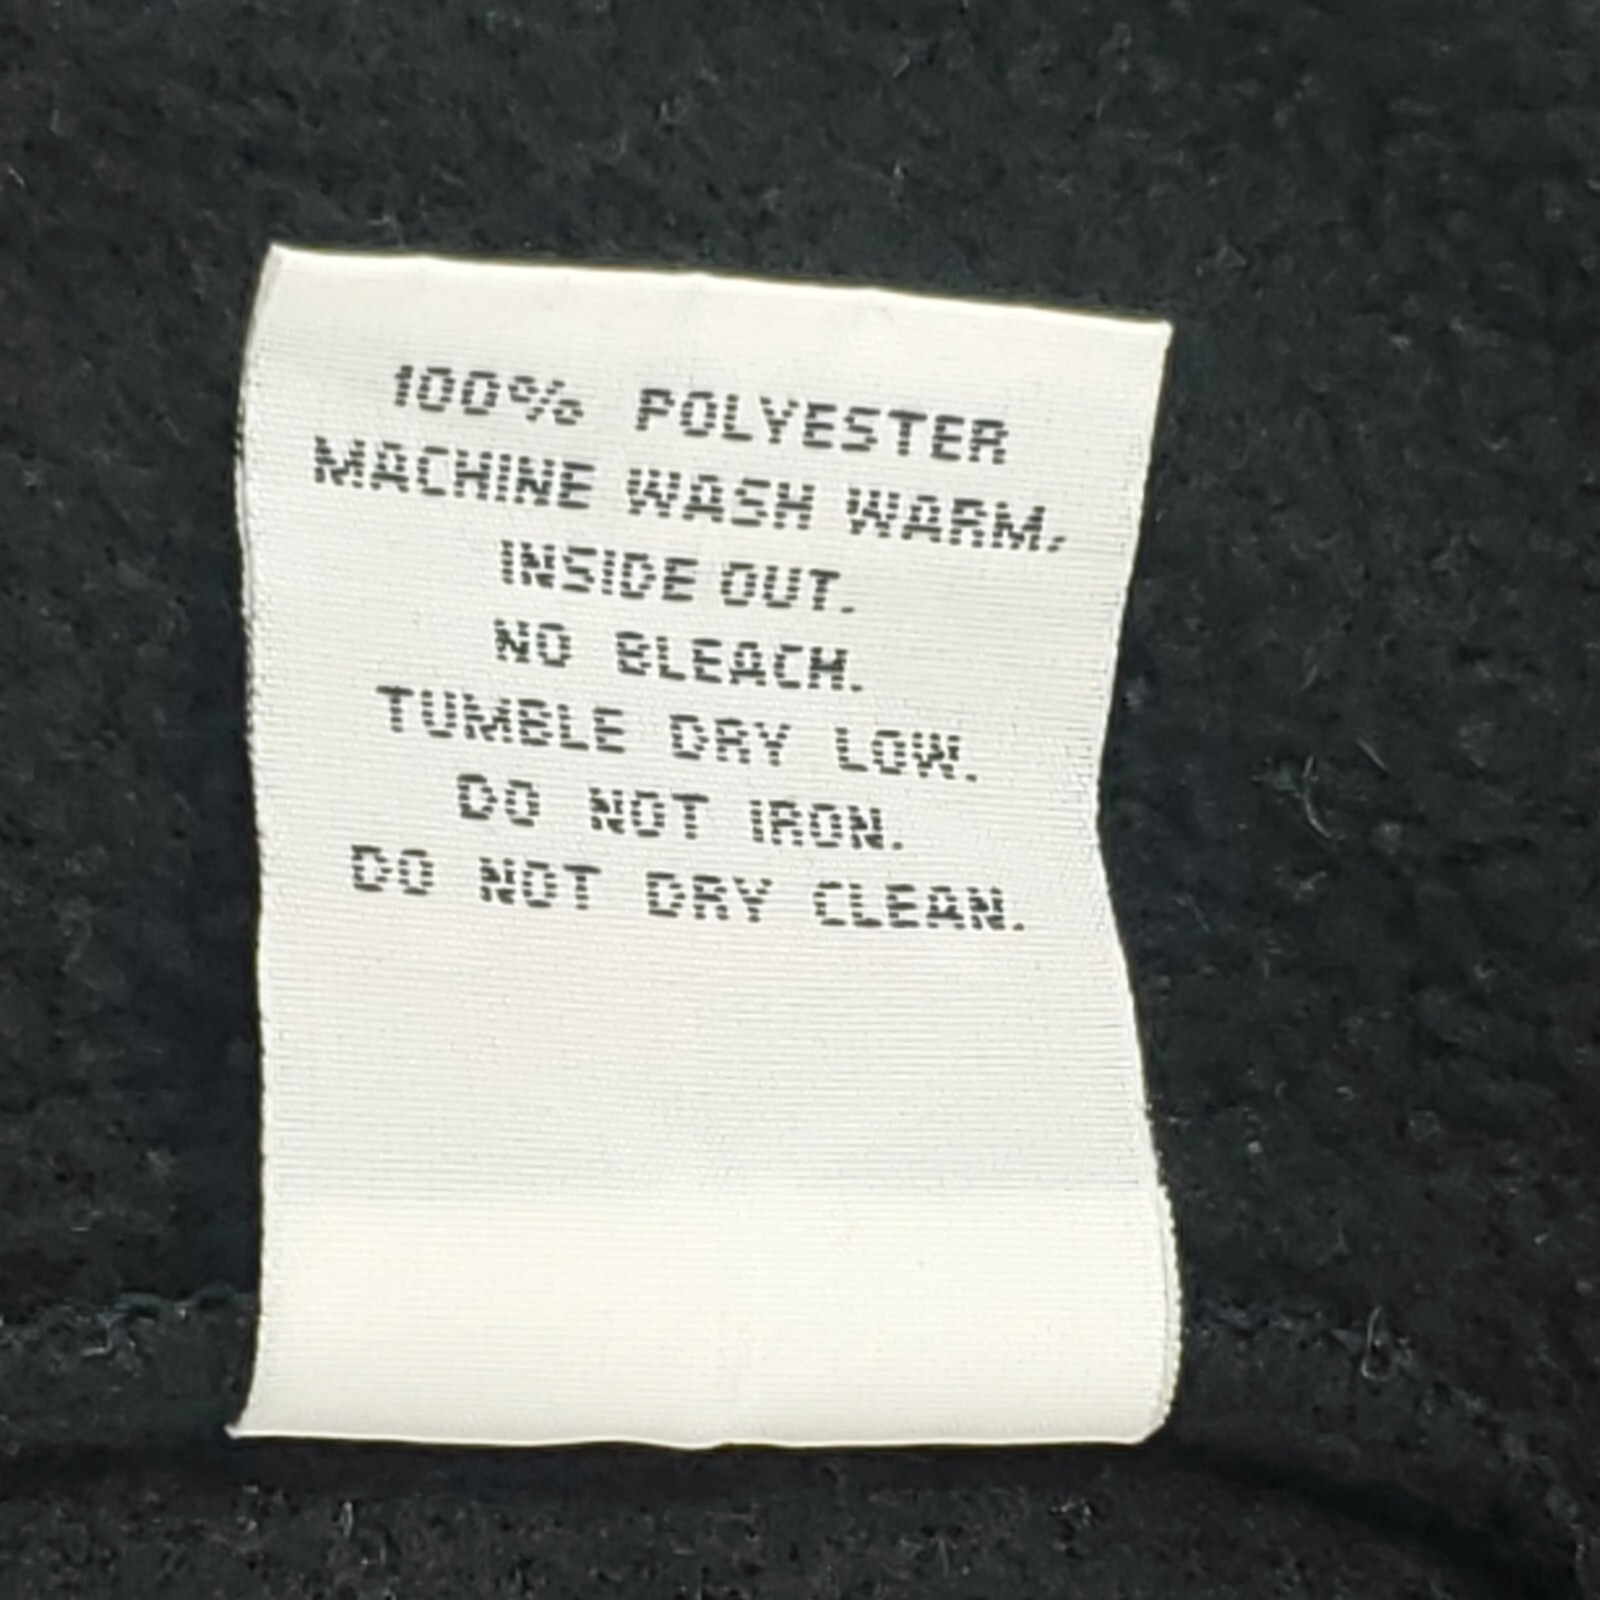 100% POLYESTER
MACHINE WASH WARM,
INSIDE OUT.
NO BLEACH.
TUMBLE DRY LOW.
DO NOT IRON.
DO NOT DRY CLEAN.